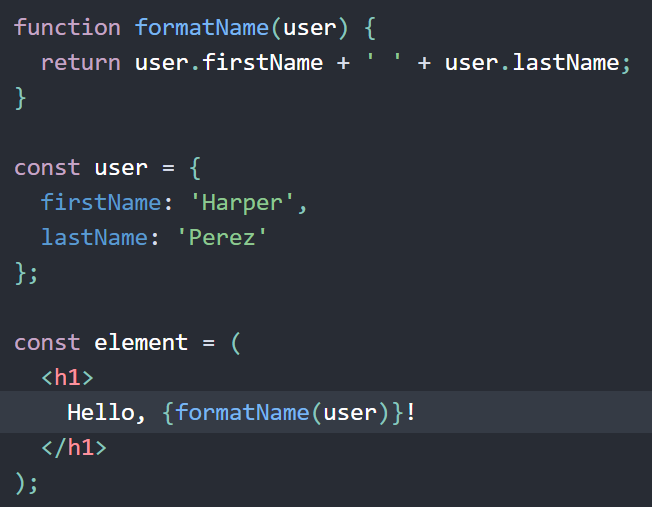 function formatName(user) {
  return user.firstName + ' ' + user.lastName;
}

const user = {
  firstName: 'Harper',
  lastName: 'Perez'
};

const element = (
  <h1>
    Hello, {formatName(user)}!
  </h1>
);